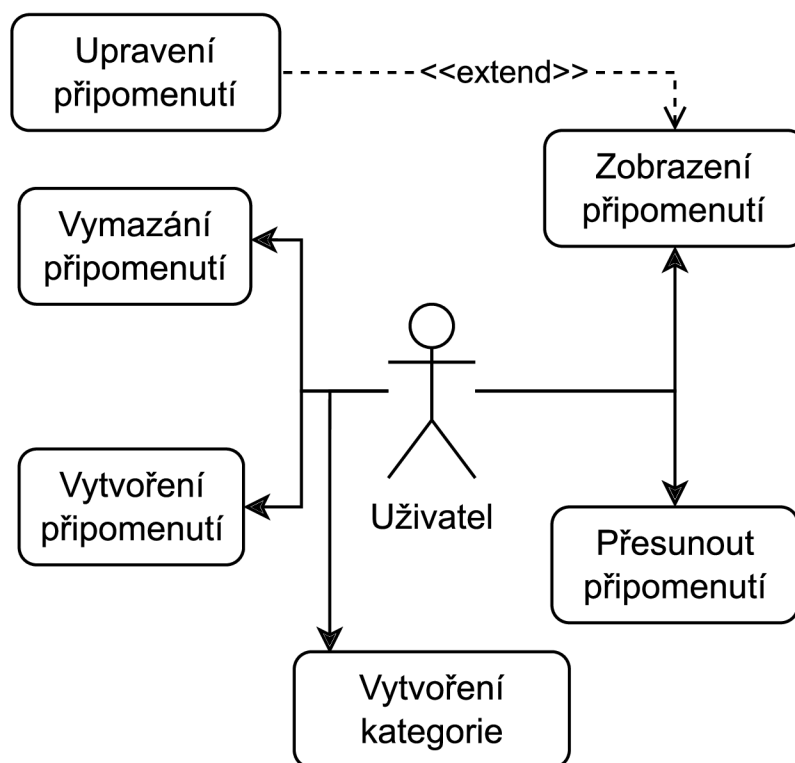 Upravení
připomenutí
<<extend>>
Zobrazení
připomenutí
Vymazání
připomenutí
Vytvoření
připomenutí
Uživatel
Přesunout
připomenutí
Vytvoření
kategorie